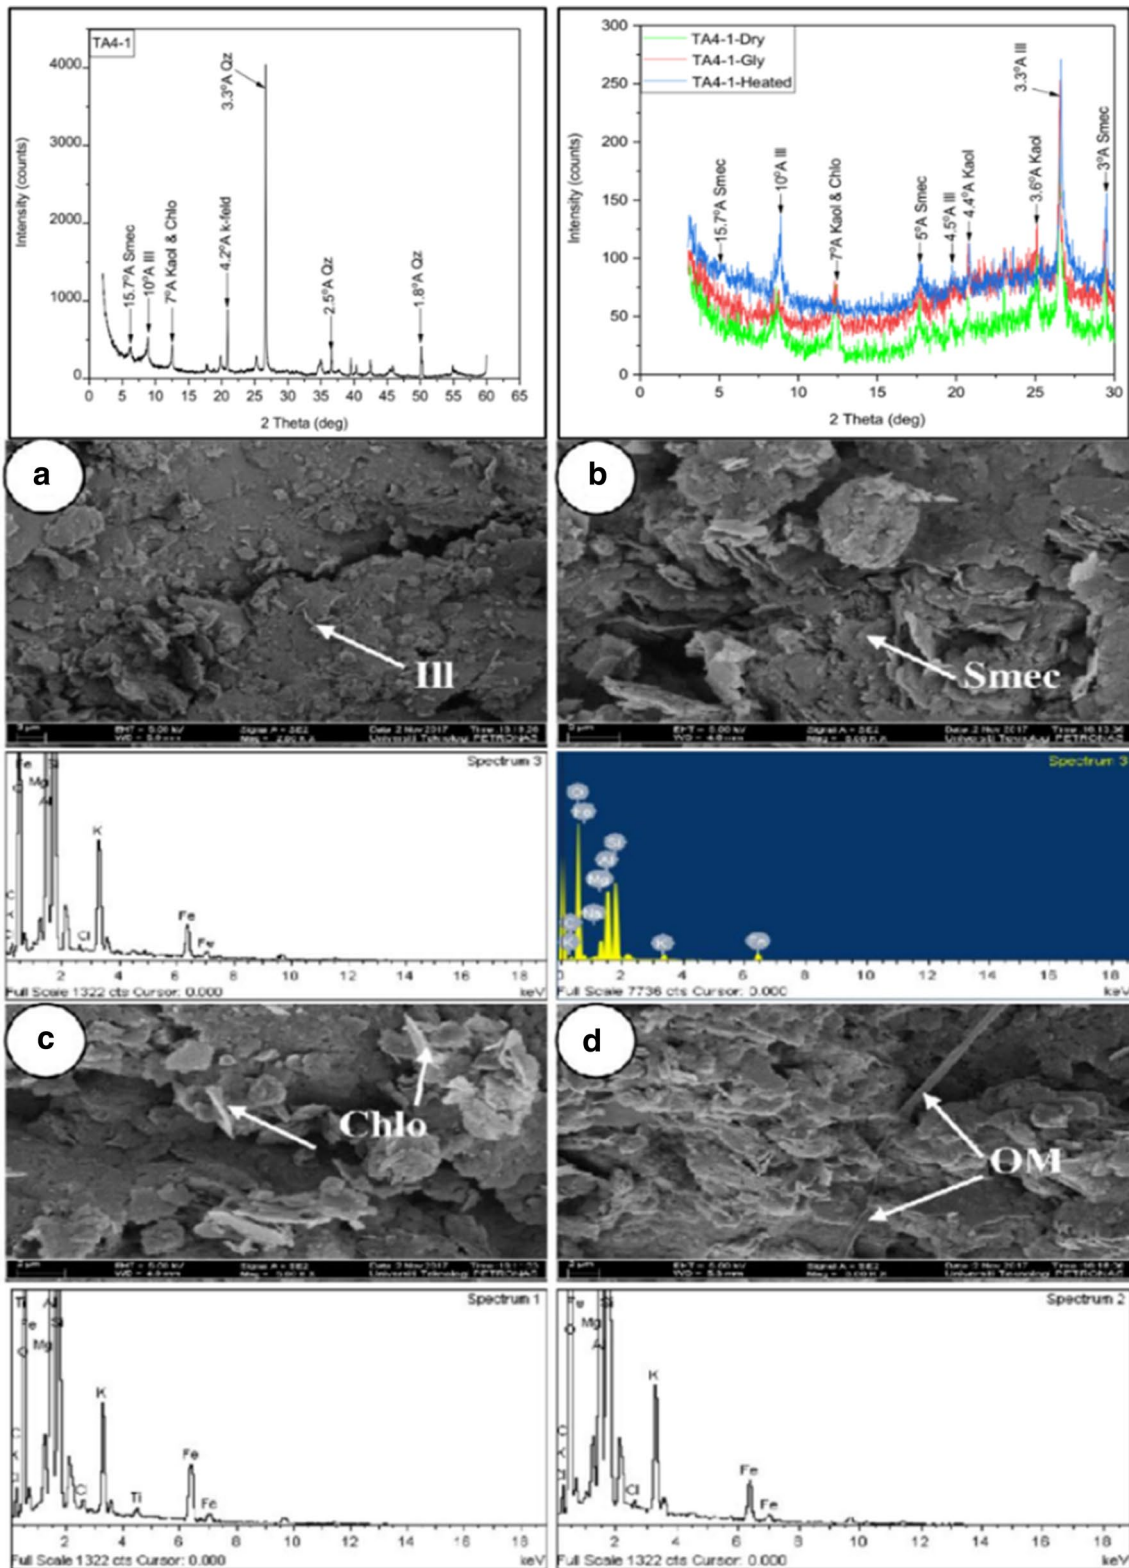 TA4-1
3.3°A Qz
15.7°A Smec
10°A Ill
7°A Kaol & Chlo
4.2°A k-feld
2.5°A Qz
1.8°A Qz
Intensity (counts)
4000
3000
2000
1000
0
0 5 10 15 20 25 30 35 40 45 50 55 60 65
2 Theta (deg)
TA4-1-Dry
TA4-1-Gly
TA4-1-Heated
15.7°A Smec
10°A Ill
7°A Kaol & Chlo
5°A Smec
4.5°A Ill
4.4°A Kaol
3.3°A Ill
3.6°A Kaol
3°A Smec
Intensity (counts)
300
250
200
150
100
50
0
0 5 10 15 20 25 30
2 Theta (deg)
a
Ill
b
Smec
Spectrum 3
Fe Si
Mg
Al
K
Cl
Fe
Fe
2 4 6 8 10 12 14 16 18
Full Scale 1322 cts Cursor: 0.000 keV
Spectrum 3
0 2 4 6 8 10 12 14 16 18
Full Scale 7736 cts Cursor: 0.000 keV
c
Chlo
d
OM
Spectrum 1
Ti Al
Fe Si
Mg
O
K
Cl
Ti
Fe
Fe
2 4 6 8 10 12 14 16 18
Full Scale 1322 cts Cursor: 0.000 keV
Spectrum 2
Fe Si
O Mg
Al
K
Cl
Fe
Fe
2 4 6 8 10 12 14 16 18
Full Scale 1322 cts Cursor: 0.000 keV